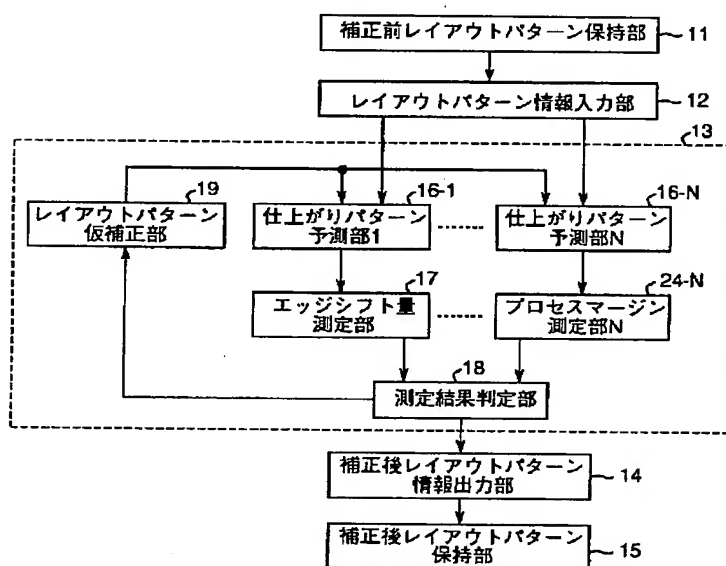 補正前レイアウトパターン保持部
11
レイアウトパターン情報入力部
12
13
19
レイアウトパターン
仮補正部
16-1
仕上がりパターン
予測部1
16-N
仕上がりパターン
予測部N
17
エッジシフト量
測定部
24-N
プロセスマージン
測定部N
18
測定結果判定部
補正後レイアウトパターン
情報出力部
14
補正後レイアウトパターン
保持部
15